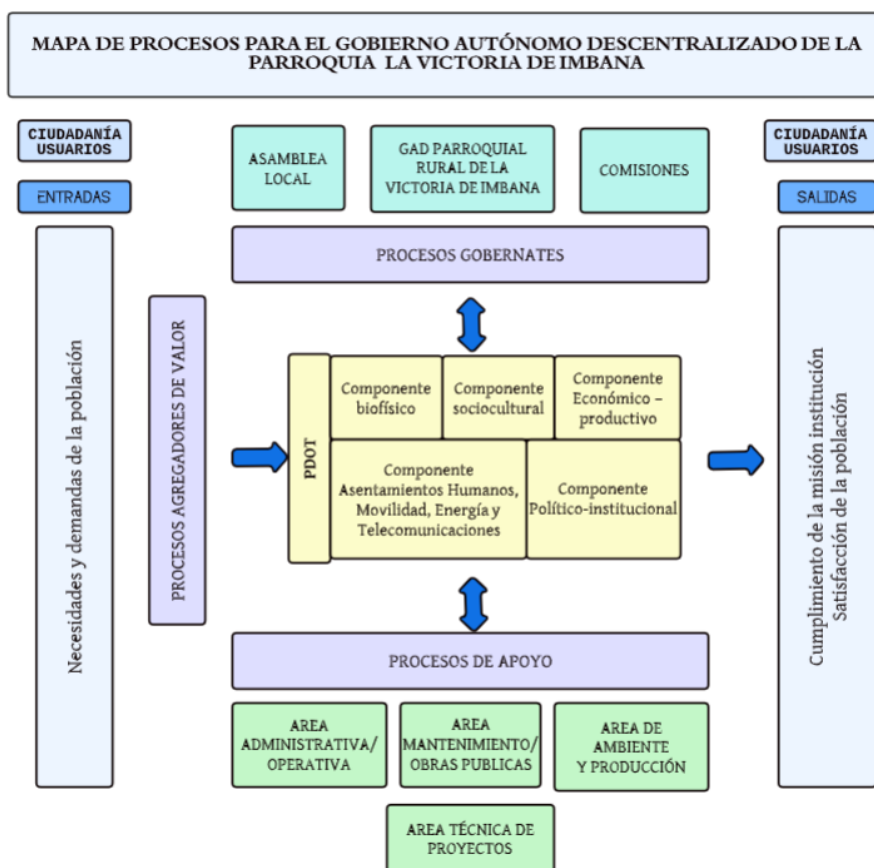 MAPA DE PROCESOS PARA EL GOBIERNO AUTÓNOMO DESCENTRALIZADO DE LA
PARROQUIA LA VICTORIA DE IMBANA
CIUDADANÍA
USUARIOS
ENTRADAS
Necesidades y demandas de la población
ASAMBLEA
LOCAL
GAD PARROQUIAL
RURAL DE LA
VICTORIA DE IMBANA
COMISIONES
CIUDADANÍA
USUARIOS
SALIDAS
PROCESOS GOBERNATES
PROCESOS AGREGADORES DE VALOR
PDOT
Componente
biofísico
Componente
sociocultural
Componente
Económico –
productivo
Componente
Asentamientos Humanos,
Movilidad, Energía y
Telecomunicaciones
Componente
Político-institucional
Cumplimiento de la misión institución
Satisfacción de la población
PROCESOS DE APOYO
AREA
ADMINISTRATIVA/
OPERATIVA
AREA
MANTENIMIENTO/
OBRAS PUBLICAS
AREA DE
AMBIENTE
Y PRODUCCIÓN
AREA TÉCNICA DE
PROYECTOS